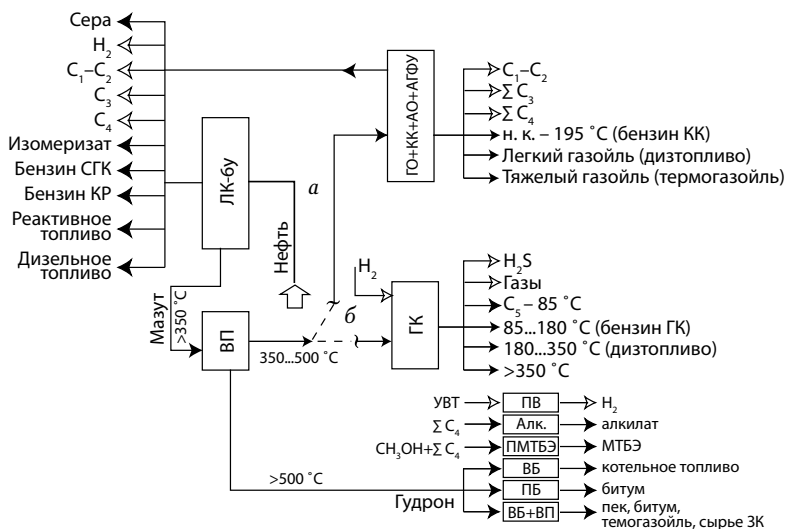 Сера
H₂
C₁–C₂
C₃
C₄
Изомеризат
Бензин СГК
Бензин КР
Реактивное
топливо
Дизельное
топливо
ЛК-6у
Нефть
а
ГО+КК+АО+АГФУ
C₁–C₂
∑ C₃
∑ C₄
н. к. – 195 ˚С (бензин КК)
Легкий газойль (дизтопливо)
Тяжелый газойль (термогазойль)
Мазут
>350 ˚С
ВП
350...500 ˚С
б
H₂
ГК
H₂S
Газы
C₅ – 85 ˚С
85...180 ˚С (бензин ГК)
180...350 ˚С (дизтопливо)
>350 ˚С
УВТ ПВ H₂
∑ C₄ Алк. алкилат
CH₃OH+∑ C₄ ПМТБЭ МТБЭ
ВБ котельное топливо
>500 ˚С
ПБ битум
Гудрон
ВБ+ВП пек, битум,
темогазойль, сырье ЗК